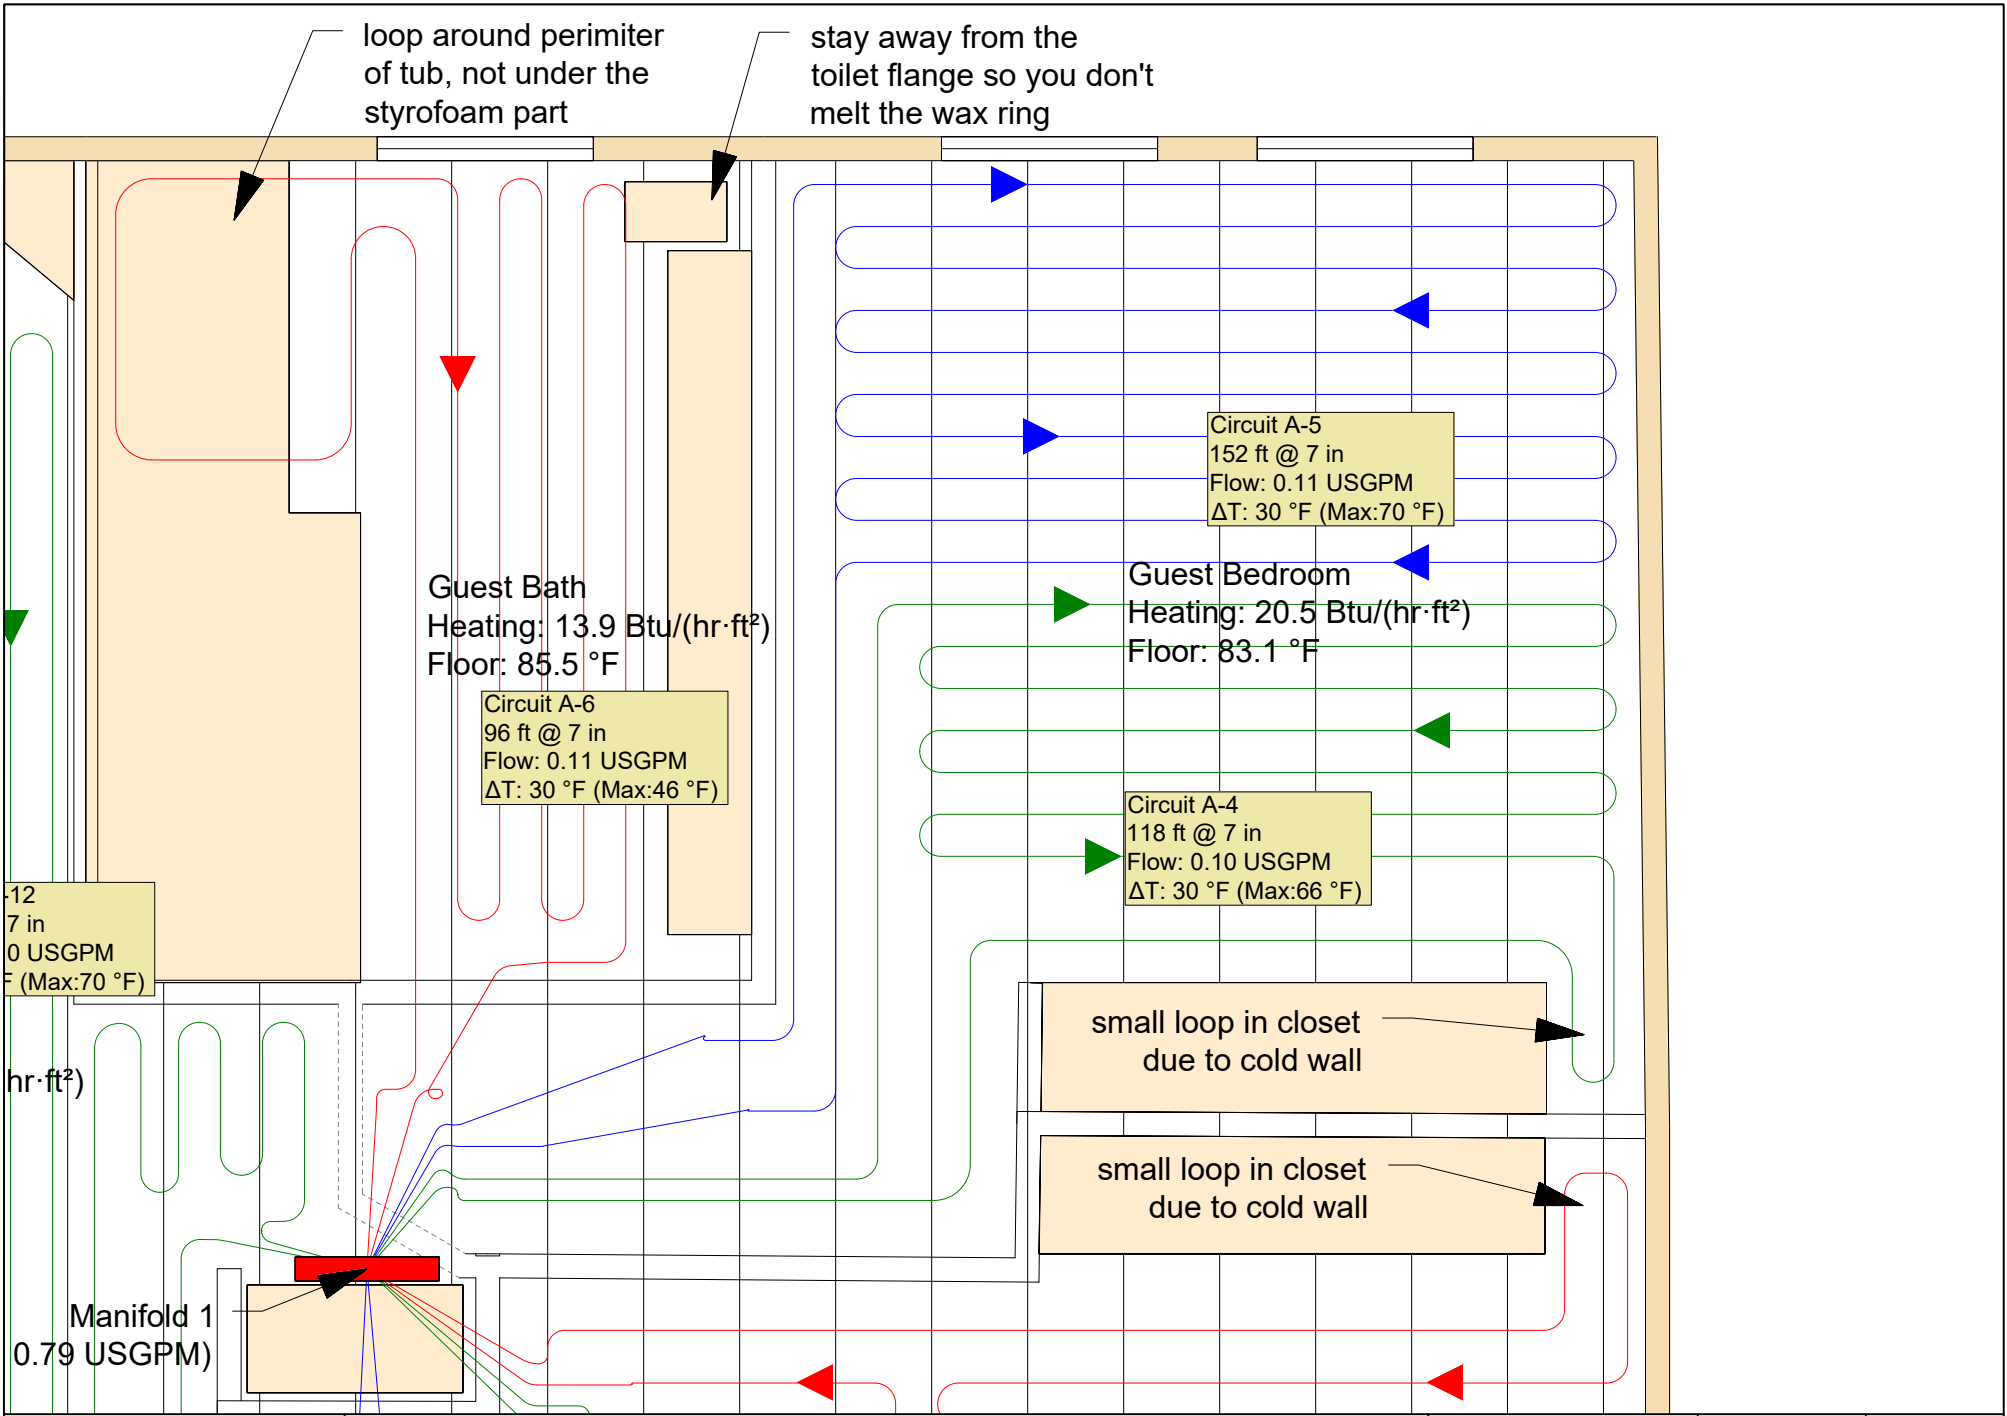 loop around perimiter
of tub, not under the
styrofoam part
stay away from the
toilet flange so you don't
melt the wax ring
Circuit A-5
152 ft @ 7 in
Flow: 0.11 USGPM
ΔT: 30 °F (Max:70 °F)
Guest Bath
Heating: 13.9 Btu/(hr·ft²)
Floor: 85.5 °F
Guest Bedroom
Heating: 20.5 Btu/(hr·ft²)
Floor: 83.1 °F
Circuit A-6
96 ft @ 7 in
Flow: 0.11 USGPM
ΔT: 30 °F (Max:46 °F)
Circuit A-4
118 ft @ 7 in
Flow: 0.10 USGPM
ΔT: 30 °F (Max:66 °F)
-12
7 in
0 USGPM
F (Max:70 °F)
hr·ft²)
small loop in closet
due to cold wall
small loop in closet
due to cold wall
Manifold 1
0.79 USGPM)